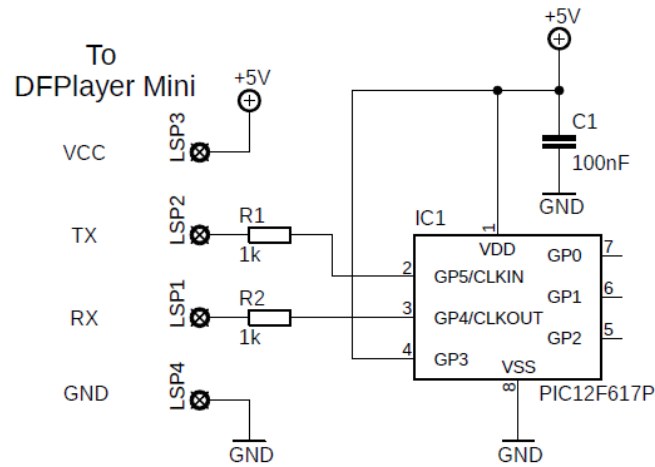 To
DFPlayer Mini
+5V
+5V
C1
100nF
GND
VCC
LSP3
TX
LSP2
R1
1k
RX
LSP1
R2
1k
GND
LSP4
GND
IC1
1
VDD
2
GP5/CLKIN
3
GP4/CLKOUT
4
GP3
GP0
7
GP1
6
GP2
5
VSS
8
PIC12F617P
GND